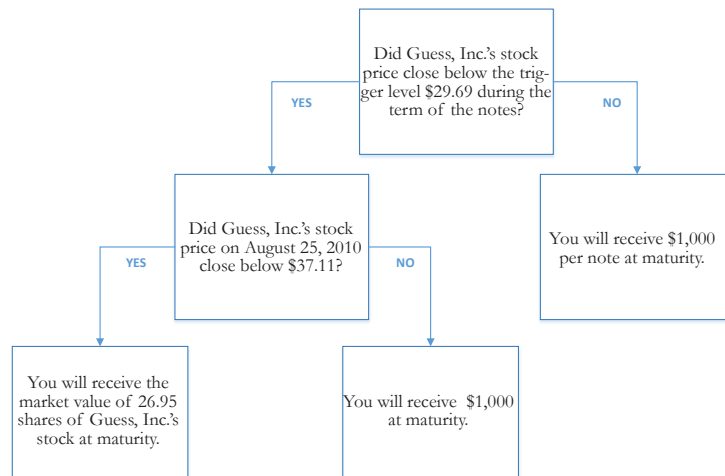 Did Guess, Inc.'s stock
price close below the trig-
ger level $29.69 during the
term of the notes?
YES
NO
Did Guess, Inc.'s stock
price on August 25, 2010
close below $37.11?
You will receive $1,000
per note at maturity.
YES
NO
You will receive the
market value of 26.95
shares of Guess, Inc.'s
stock at maturity.
You will receive $1,000
at maturity.